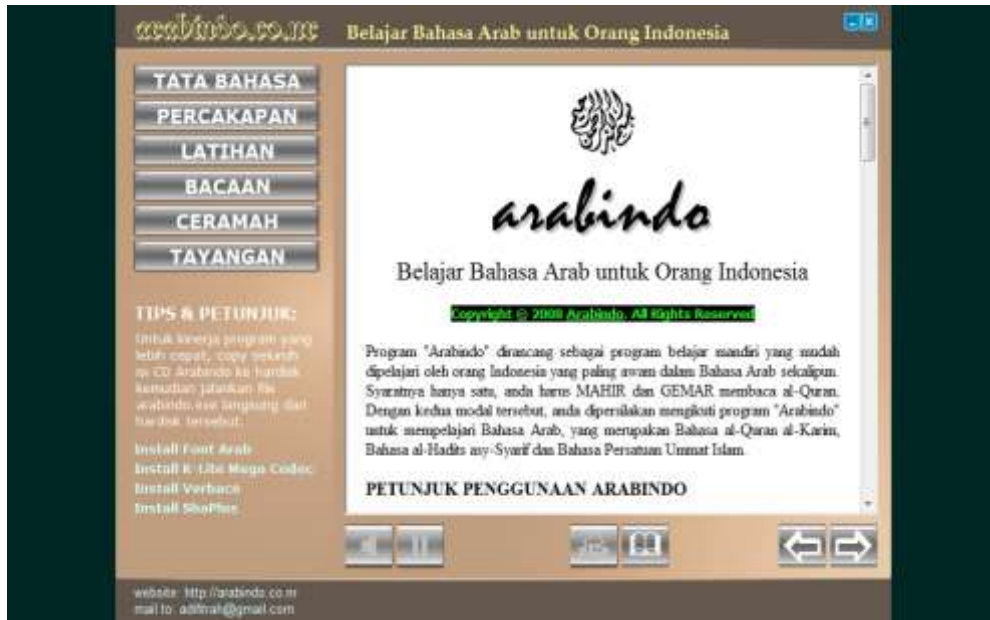 arabindo.co.nr
Belajar Bahasa Arab untuk Orang Indonesia
TATA BAHASA
PERCAKAPAN
LATIHAN
BACAAN
CERAMAH
TAYANGAN
TIPS & PETUNJUK:
Untuk kinerja program yang
lebih cepat, copy seluruh
isi CD Arabindo ke hardisk
kemudian jalankan file
arabindo.exe langsung dari
hardisk tersebut.
Install Font Arab
Install K-Lite Mega Codec
Install Verbace
Install ShoPlus
arabindo
Belajar Bahasa Arab untuk Orang Indonesia
Copyright © 2008 Arabindo. All Rights Reserved
Program "Arabindo" dirancang sebagai program belajar mandiri yang mudah
dipelajari oleh orang Indonesia yang paling awam dalam Bahasa Arab sekalipun.
Syaratnya hanya satu, anda harus MAHIR dan GEMAR membaca al-Quran.
Dengan kedua modal tersebut, anda dipersilakan mengikuti program "Arabindo"
untuk mempelajari Bahasa Arab, yang merupakan Bahasa al-Quran al-Karim,
Bahasa al-Hadits asy-Syarif dan Bahasa Persatuan Ummat Islam.
PETUNJUK PENGGUNAAN ARABINDO
website: http://arabindo.co.nr
mail to: